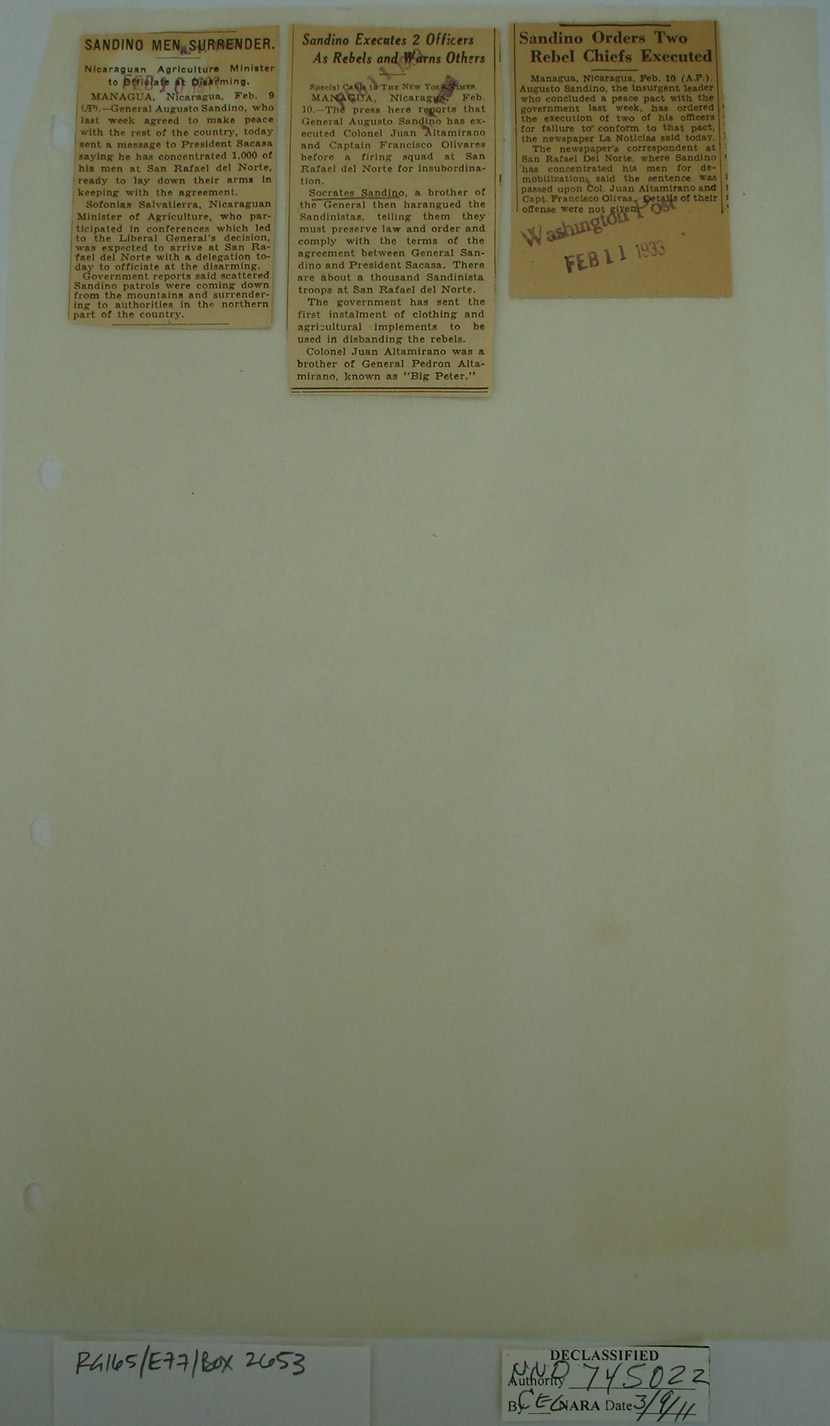 SANDINO MEN SURRENDER.
Nicaraguan Agriculture Minister
to Officiate at Disarming.
MANAGUA, Nicaragua, Feb. 9
(AP).—General Augusto Sandino, who
last week agreed to make peace
with the rest of the country, today
sent a message to President Sacasa
saying he has concentrated 1,000 of
his men at San Rafael del Norte,
ready to lay down their arms in
keeping with the agreement.
Sofonias Salvatierra, Nicaraguan
Minister of Agriculture, who par-
ticipated in conferences which led
to the Liberal General's decision,
was expected to arrive at San Ra-
fael del Norte with a delegation to-
day to officiate at the disarming.
Government reports said scattered
Sandino patrols were coming down
from the mountains and surrender-
ing to authorities in the northern
part of the country.
Sandino Executes 2 Officers
As Rebels and Warns Others
Special Cable to THE NEW YORK TIMES.
MANAGUA, Nicaragua, Feb.
10.—The press here reports that
General Augusto Sandino has ex-
ecuted Colonel Juan Altamirano
and Captain Francisco Olivares
before a firing squad at San
Rafael del Norte for insubordina-
tion.
Socrates Sandino, a brother of
the General then harangued the
Sandinistas, telling them they
must preserve law and order and
comply with the terms of the
agreement between General San-
dino and President Sacasa. There
are about a thousand Sandinista
troops at San Rafael del Norte.
The government has sent the
first instalment of clothing and
agricultural implements to be
used in disbanding the rebels.
Colonel Juan Altamirano was a
brother of General Pedron Alta-
mirano, known as "Big Peter."
Sandino Orders Two
Rebel Chiefs Executed
Managua, Nicaragua, Feb. 10 (A.P.).
Augusto Sandino, the insurgent leader
who concluded a peace pact with the
government last week, has ordered
the execution of two of his officers
for failure to conform to that pact,
the newspaper La Noticias said today.
The newspaper's correspondent at
San Rafael Del Norte, where Sandino
has concentrated his men for de-
mobilization, said the sentence was
passed upon Col. Juan Altamirano and
Capt. Francisco Olivas. Details of their
offense were not given.
Washington Post
FEB 11 1933
RG165/E77/Box 2653
DECLASSIFIED
Authority NND 745022
By NARA Date 3/9/11